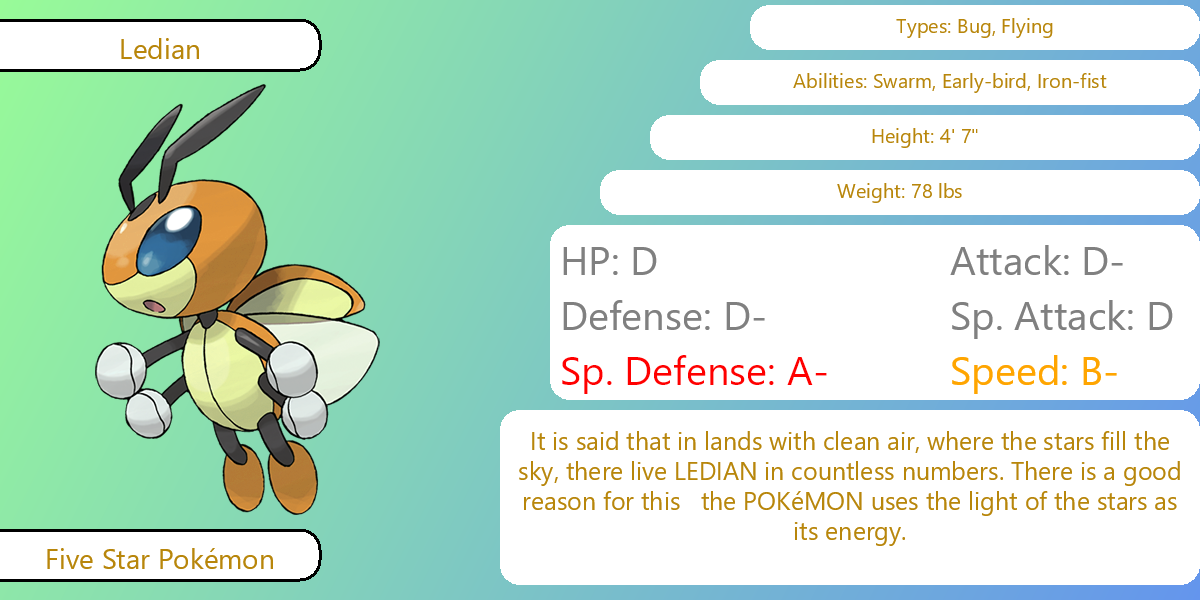 Ledian
Types: Bug, Flying
Abilities: Swarm, Early-bird, Iron-fist
Height: 4' 7"
Weight: 78 lbs
HP: D
Attack: D-
Defense: D-
Sp. Attack: D
Sp. Defense: A-
Speed: B-
It is said that in lands with clean air, where the stars fill the
sky, there live LEDIAN in countless numbers. There is a good
reason for this   the POKéMON uses the light of the stars as
its energy.
Five Star Pokémon